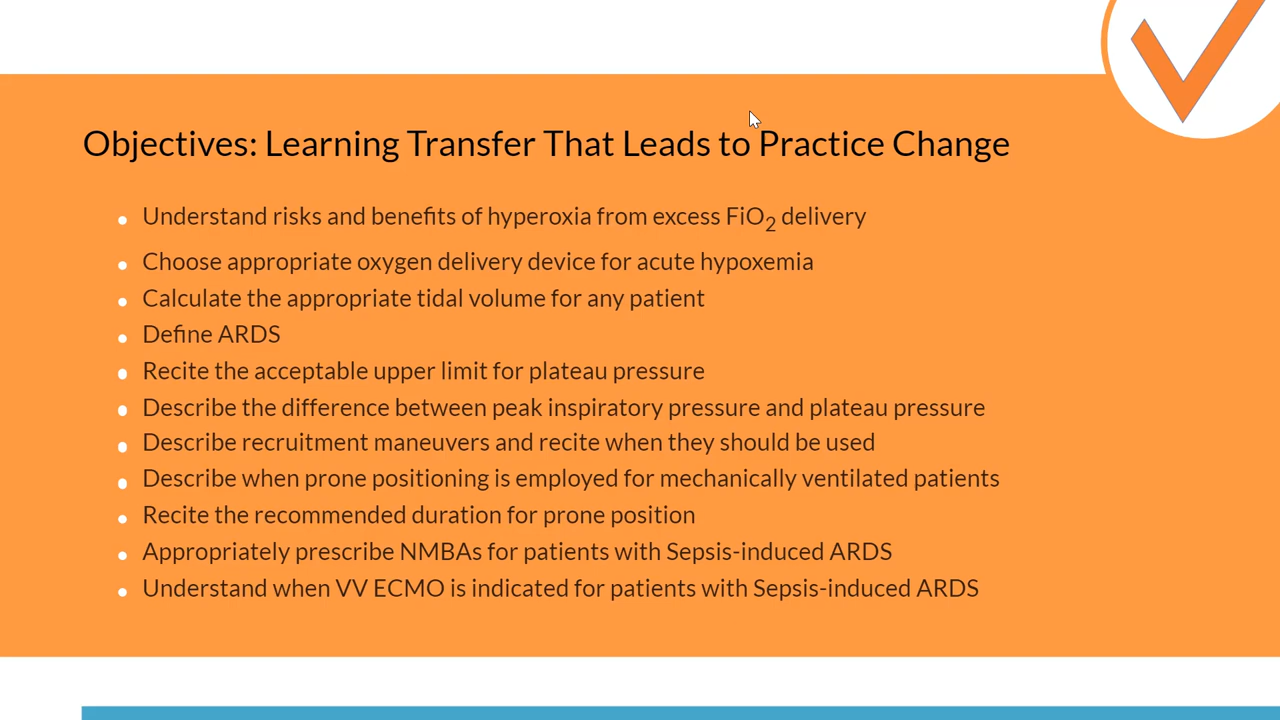 Objectives: Learning Transfer That Leads to Practice Change
Understand risks and benefits of hyperoxia from excess FiO2 delivery
Choose appropriate oxygen delivery device for acute hypoxemia
Calculate the appropriate tidal volume for any patient
Define ARDS
Recite the acceptable upper limit for plateau pressure
Describe the difference between peak inspiratory pressure and plateau pressure
Describe recruitment maneuvers and recite when they should be used
Describe when prone positioning is employed for mechanically ventilated patients
Recite the recommended duration for prone position
Appropriately prescribe NMBAs for patients with Sepsis-induced ARDS
Understand when VV ECMO is indicated for patients with Sepsis-induced ARDS